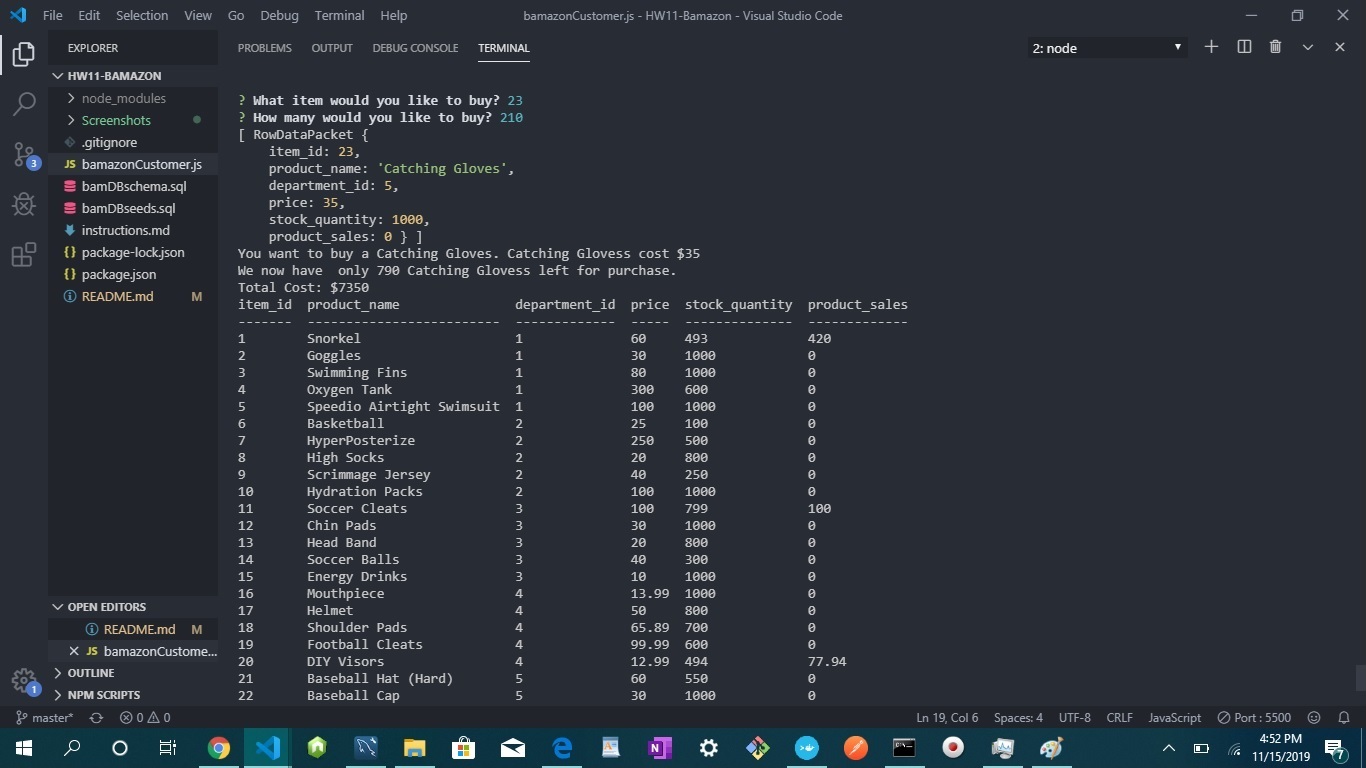 File Edit Selection View Go Debug Terminal Help bamazonCustomer.js - HW11-Bamazon - Visual Studio Code
EXPLORER
HW11-BAMAZON
node_modules
Screenshots
.gitignore
JS bamazonCustomer.js
bamDBschema.sql
bamDBseeds.sql
instructions.md
{} package-lock.json
{} package.json
README.md M
OPEN EDITORS
README.md M
JS bamazonCustome...
OUTLINE
NPM SCRIPTS
3
1
PROBLEMS OUTPUT DEBUG CONSOLE TERMINAL 2: node
? What item would you like to buy? 23
? How many would you like to buy? 210
[ RowDataPacket {
item_id: 23,
product_name: 'Catching Gloves',
department_id: 5,
price: 35,
stock_quantity: 1000,
product_sales: 0 } ]
You want to buy a Catching Gloves. Catching Glovess cost $35
We now have  only 790 Catching Glovess left for purchase.
Total Cost: $7350
item_id product_name department_id price stock_quantity product_sales
------- ------------------------- ------------- ----- -------------- -------------
1 Snorkel 1 60 493 420
2 Goggles 1 30 1000 0
3 Swimming Fins 1 80 1000 0
4 Oxygen Tank 1 300 600 0
5 Speedio Airtight Swimsuit 1 100 1000 0
6 Basketball 2 25 100 0
7 HyperPosterize 2 250 500 0
8 High Socks 2 20 800 0
9 Scrimmage Jersey 2 40 250 0
10 Hydration Packs 2 100 1000 0
11 Soccer Cleats 3 100 799 100
12 Chin Pads 3 30 1000 0
13 Head Band 3 20 800 0
14 Soccer Balls 3 40 300 0
15 Energy Drinks 3 10 1000 0
16 Mouthpiece 4 13.99 1000 0
17 Helmet 4 50 800 0
18 Shoulder Pads 4 65.89 700 0
19 Football Cleats 4 99.99 600 0
20 DIY Visors 4 12.99 494 77.94
21 Baseball Hat (Hard) 5 60 550 0
22 Baseball Cap 5 30 1000 0
master* 0 0 Ln 19, Col 6 Spaces: 4 UTF-8 CRLF JavaScript Port : 5500
4:52 PM
11/15/2019
7